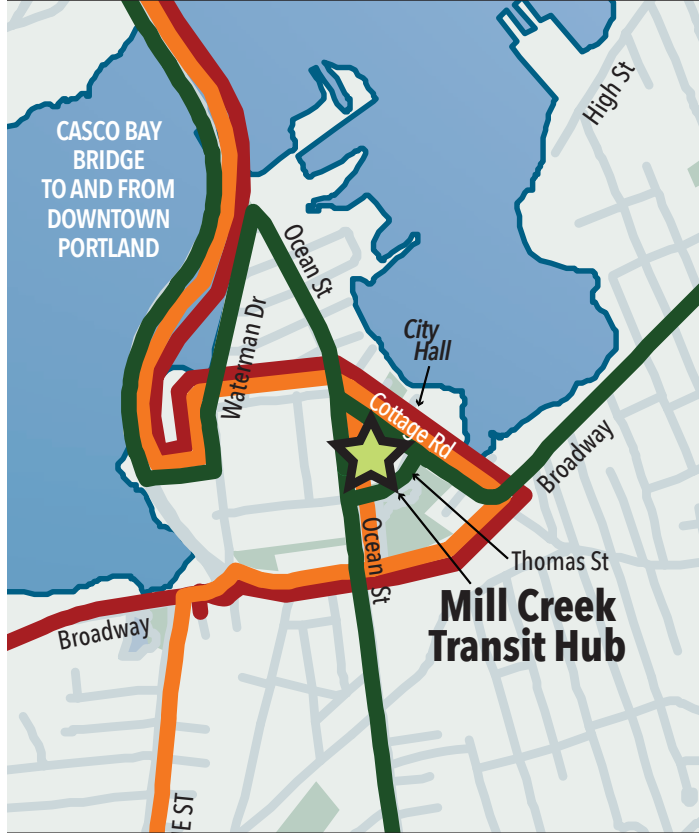 High St
CASCO BAY
BRIDGE
TO AND FROM
DOWNTOWN
PORTLAND
Ocean St
Waterman Dr
City
Hall
Cottage Rd
Broadway
Ocean St
Thomas St
Mill Creek
Transit Hub
Broadway
E ST